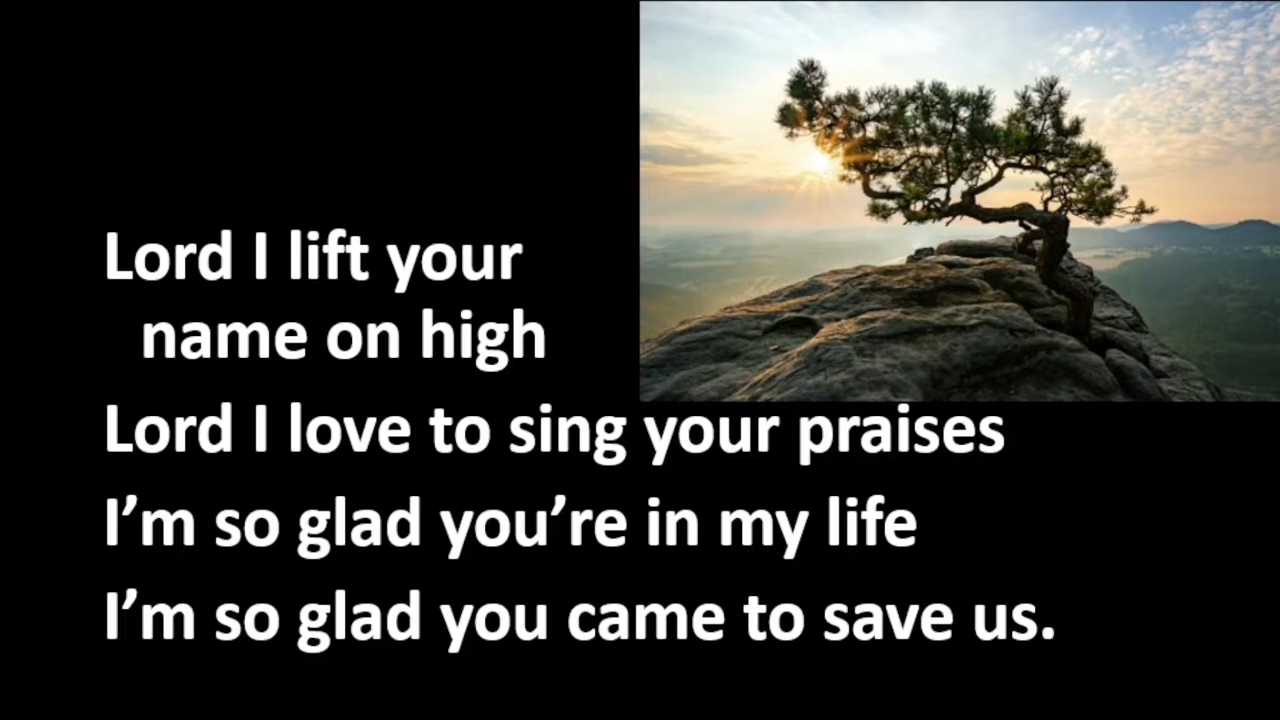 Lord I lift your
name on high
Lord I love to sing your praises
I’m so glad you’re in my life
I’m so glad you came to save us.